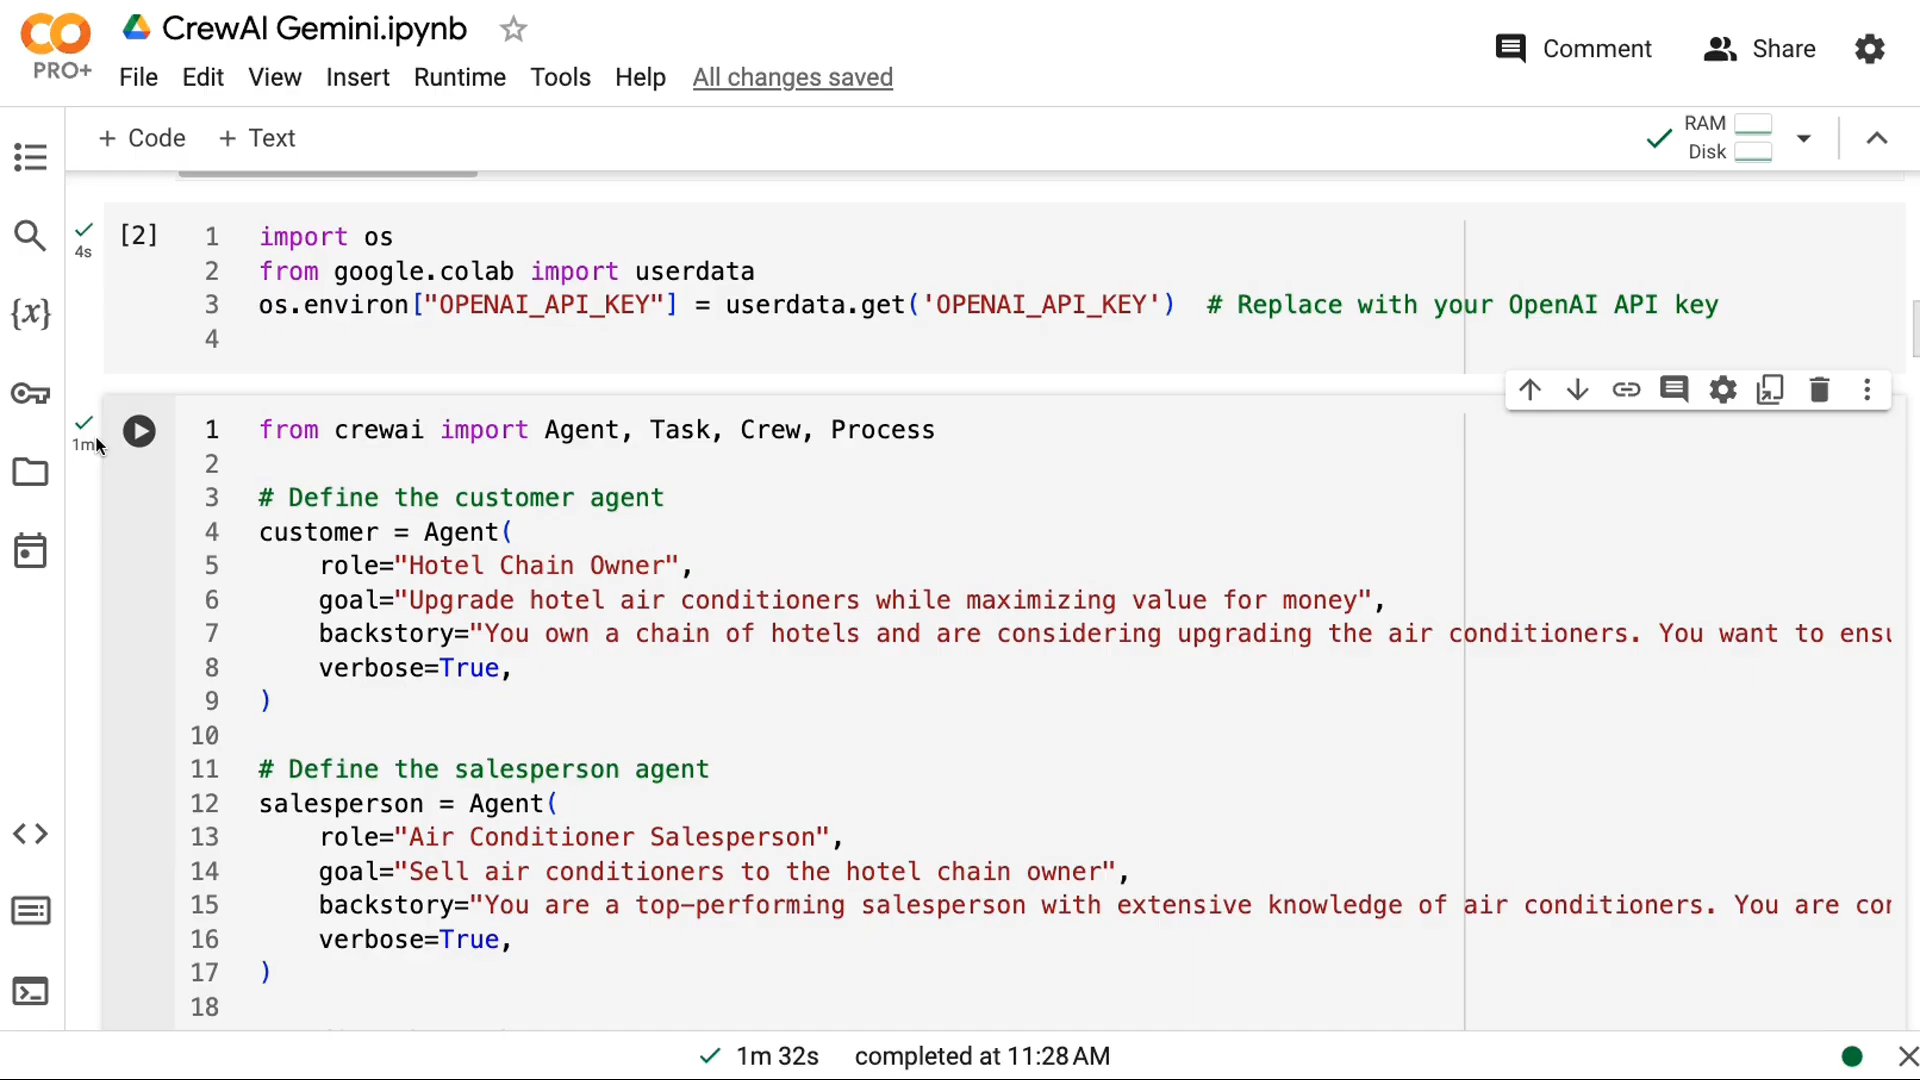 CrewAI Gemini.ipynb
PRO+
File Edit View Insert Runtime Tools Help All changes saved
Comment Share
+ Code + Text
RAM
Disk
[2]
4s
1 import os
2 from google.colab import userdata
3 os.environ["OPENAI_API_KEY"] = userdata.get('OPENAI_API_KEY')  # Replace with your OpenAI API key
4
1m
1 from crewai import Agent, Task, Crew, Process
2
3 # Define the customer agent
4 customer = Agent(
5     role="Hotel Chain Owner",
6     goal="Upgrade hotel air conditioners while maximizing value for money",
7     backstory="You own a chain of hotels and are considering upgrading the air conditioners. You want to
8     verbose=True,
9 )
10
11 # Define the salesperson agent
12 salesperson = Agent(
13     role="Air Conditioner Salesperson",
14     goal="Sell air conditioners to the hotel chain owner",
15     backstory="You are a top-performing salesperson with extensive knowledge of air conditioners. You are
16     verbose=True,
17 )
18
1m 32s completed at 11:28 AM